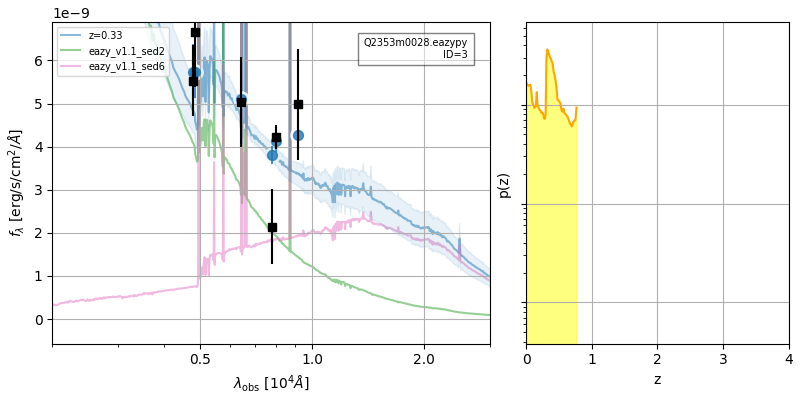 1e−9
z=0.33
eazy_v1.1_sed2
eazy_v1.1_sed6
Q2353m0028.eazypy
ID=3
6
5
4
3
2
1
0
f_λ [erg/s/cm²/Å]
0.5 1.0 2.0
λ_obs [10⁴Å]
p(z)
0 1 2 3 4
z